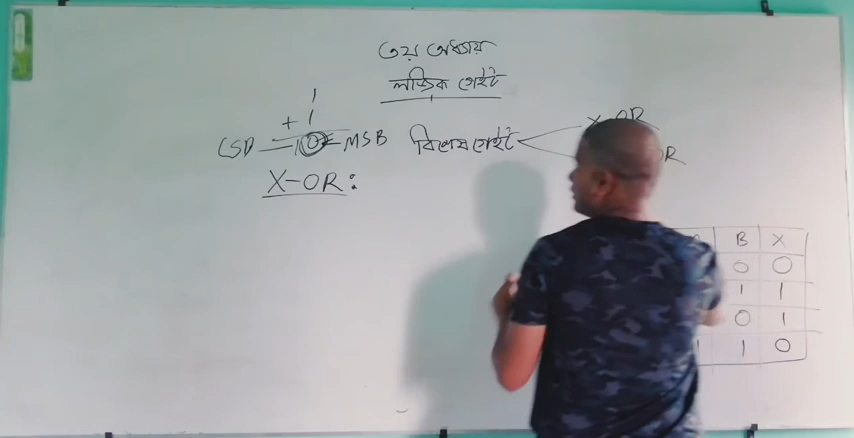 ৩য় অধ্যায়
লজিক গেইট
1
+ 1
LSD 10 MSB বিশেষ গেইট X-OR
OR
X-OR:
B X
0 0
1 1
0 1
1 1 0